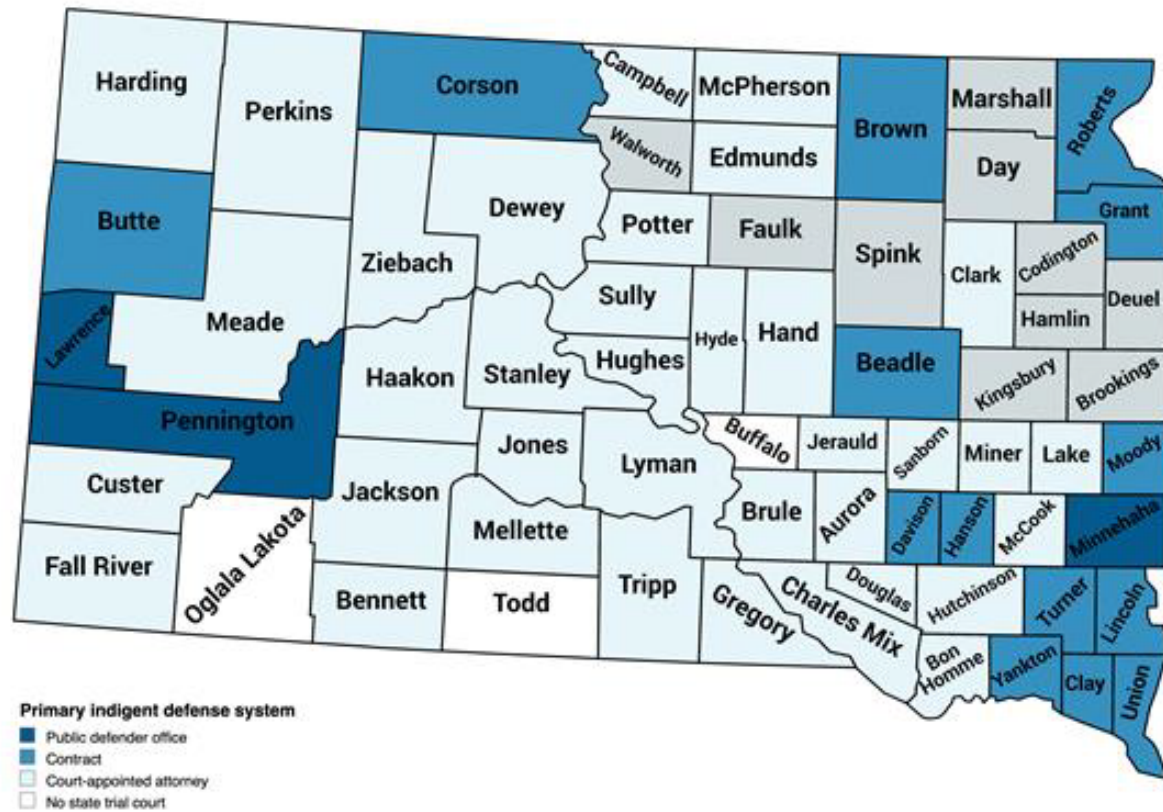 Harding
Perkins
Corson
Campbell
McPherson
Brown
Marshall
Roberts
Walworth
Edmunds
Day
Butte
Dewey
Potter
Faulk
Spink
Grant
Ziebach
Clark
Codington
Lawrence
Meade
Sully
Hyde
Hand
Hamlin
Deuel
Haakon
Stanley
Hughes
Beadle
Kingsbury
Brookings
Pennington
Jones
Lyman
Buffalo
Jerauld
Sanborn
Miner
Lake
Moody
Custer
Jackson
Mellette
Brule
Aurora
Davison
Hanson
McCook
Minnehaha
Fall River
Oglala Lakota
Bennett
Todd
Tripp
Gregory
Charles Mix
Douglas
Hutchinson
Turner
Lincoln
Bon
Homme
Yankton
Clay
Union
Primary indigent defense system
Public defender office
Contract
Court-appointed attorney
No state trial court